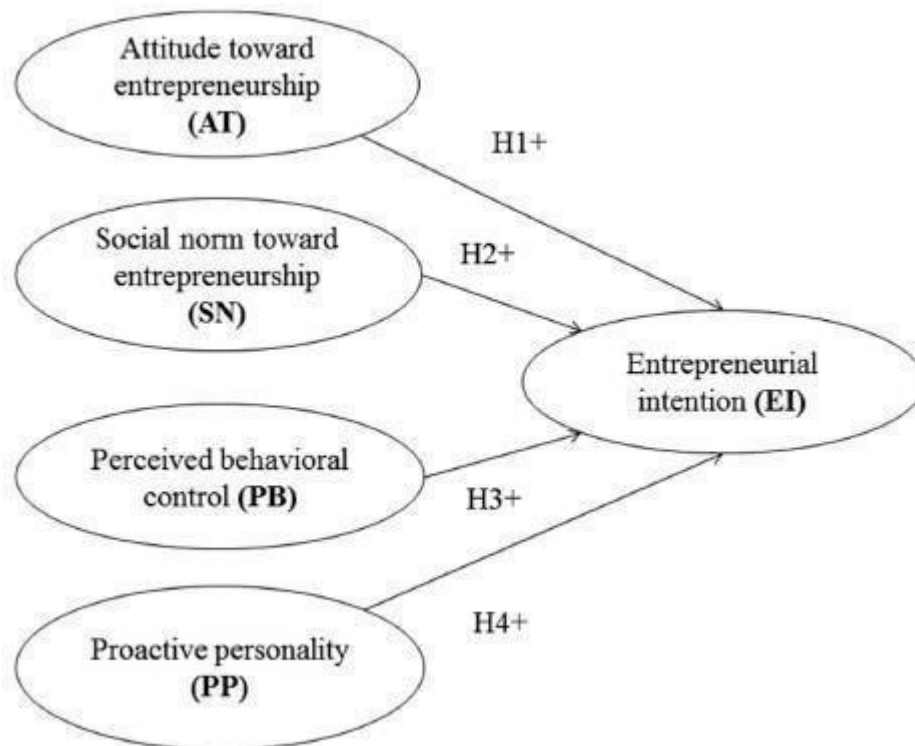 Attitude toward
entrepreneurship
(AT)
H1+
Social norm toward
entrepreneurship
(SN)
H2+
Entrepreneurial
intention (EI)
Perceived behavioral
control (PB)
H3+
Proactive personality
(PP)
H4+